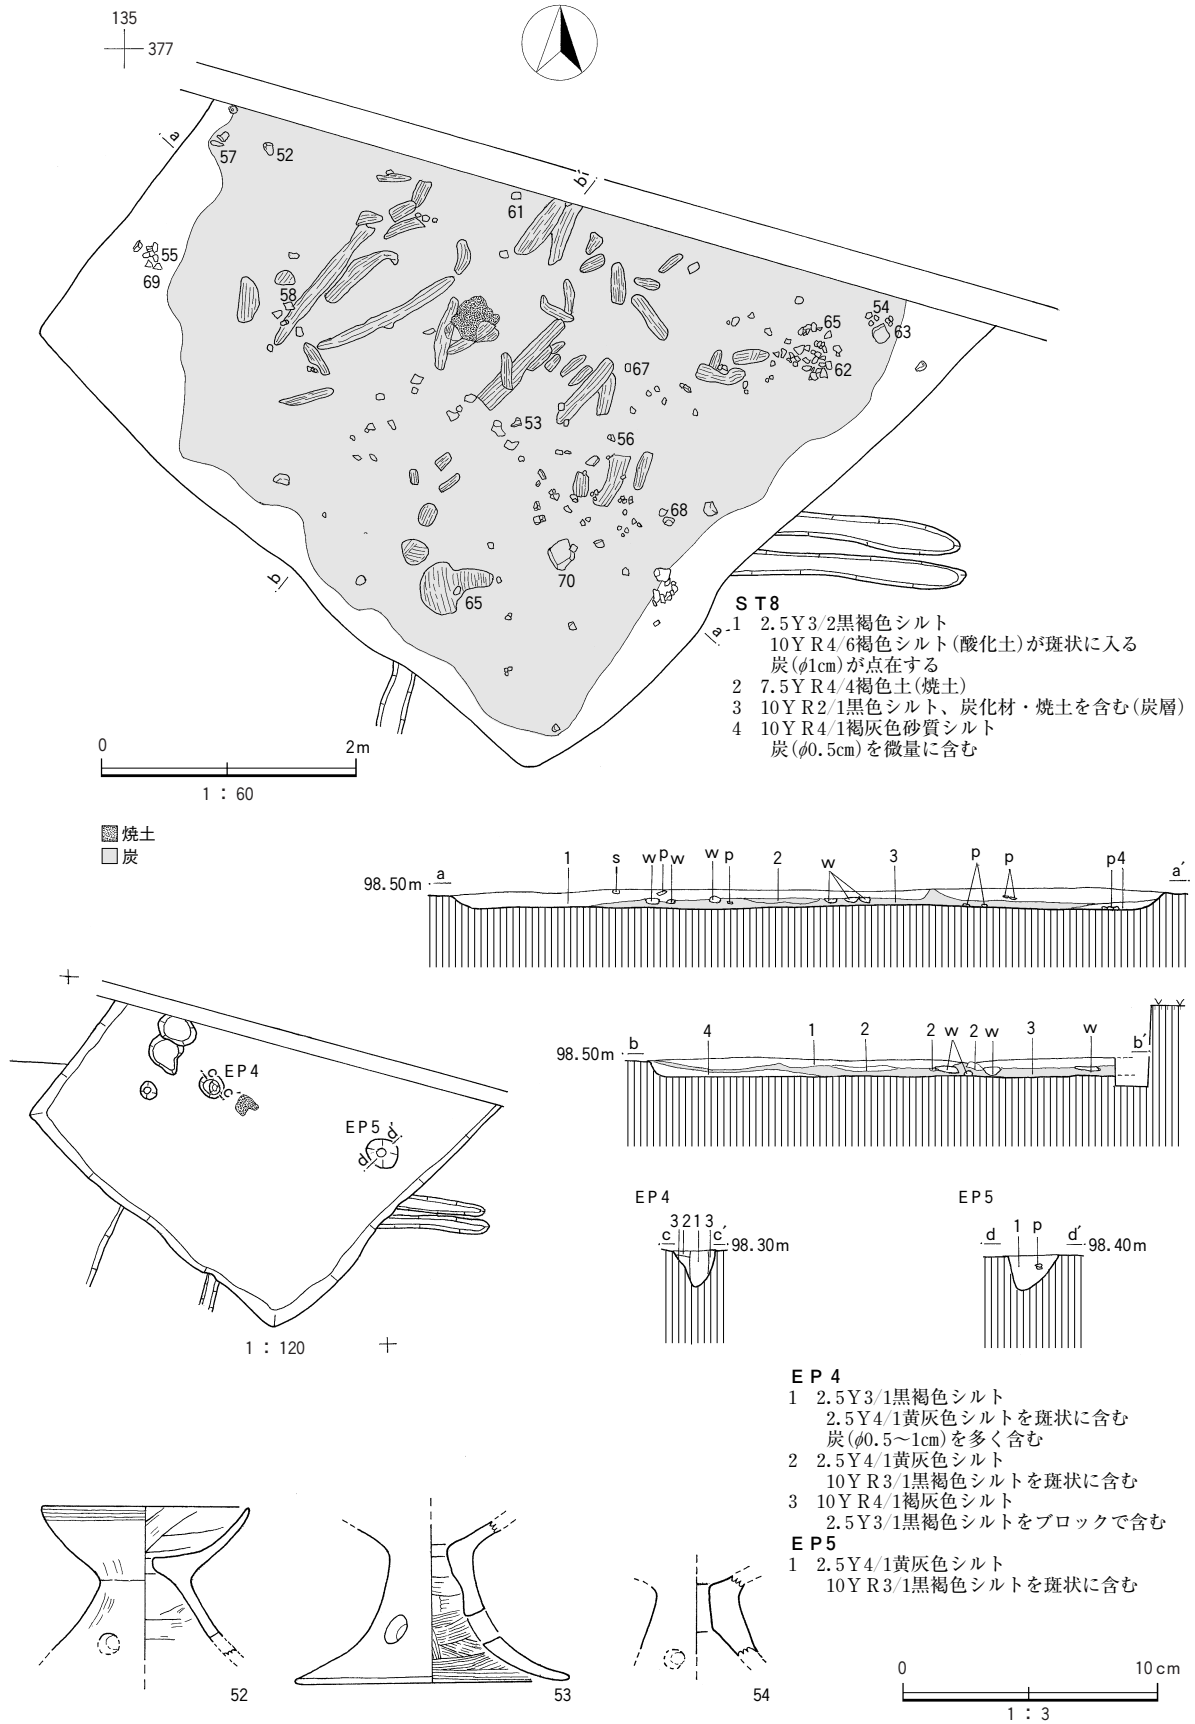 135
377
a
57
52
b′
61
55
69
58
54
65
63
67
62
53
56
68
70
b
65
a′
ST8
1 2.5Y3/2黒褐色シルト
10YR4/6褐色シルト(酸化土)が斑状に入る
炭(φ1cm)が点在する
2 7.5YR4/4褐色土(焼土)
3 10YR2/1黒色シルト、炭化材・焼土を含む(炭層)
4 10YR4/1褐灰色砂質シルト
炭(φ0.5cm)を微量に含む
0 2m
1 : 60
焼土
炭
98.50m a 1 s w p w w p 2 w 3 p p p 4 a′
98.50m b 4 1 2 2 w 2 w 3 w b′
c EP4
c′
EP5 d′
d
1 : 120
EP4
3 2 1 3
c c′ 98.30m
EP5
1 p
d d′ 98.40m
EP4
1 2.5Y3/1黒褐色シルト
2.5Y4/1黄灰色シルトを斑状に含む
炭(φ0.5～1cm)を多く含む
2 2.5Y4/1黄灰色シルト
10YR3/1黒褐色シルトを斑状に含む
3 10YR4/1褐灰色シルト
2.5Y3/1黒褐色シルトをブロックで含む
EP5
1 2.5Y4/1黄灰色シルト
10YR3/1黒褐色シルトを斑状に含む
52
53
54
0 10cm
1 : 3